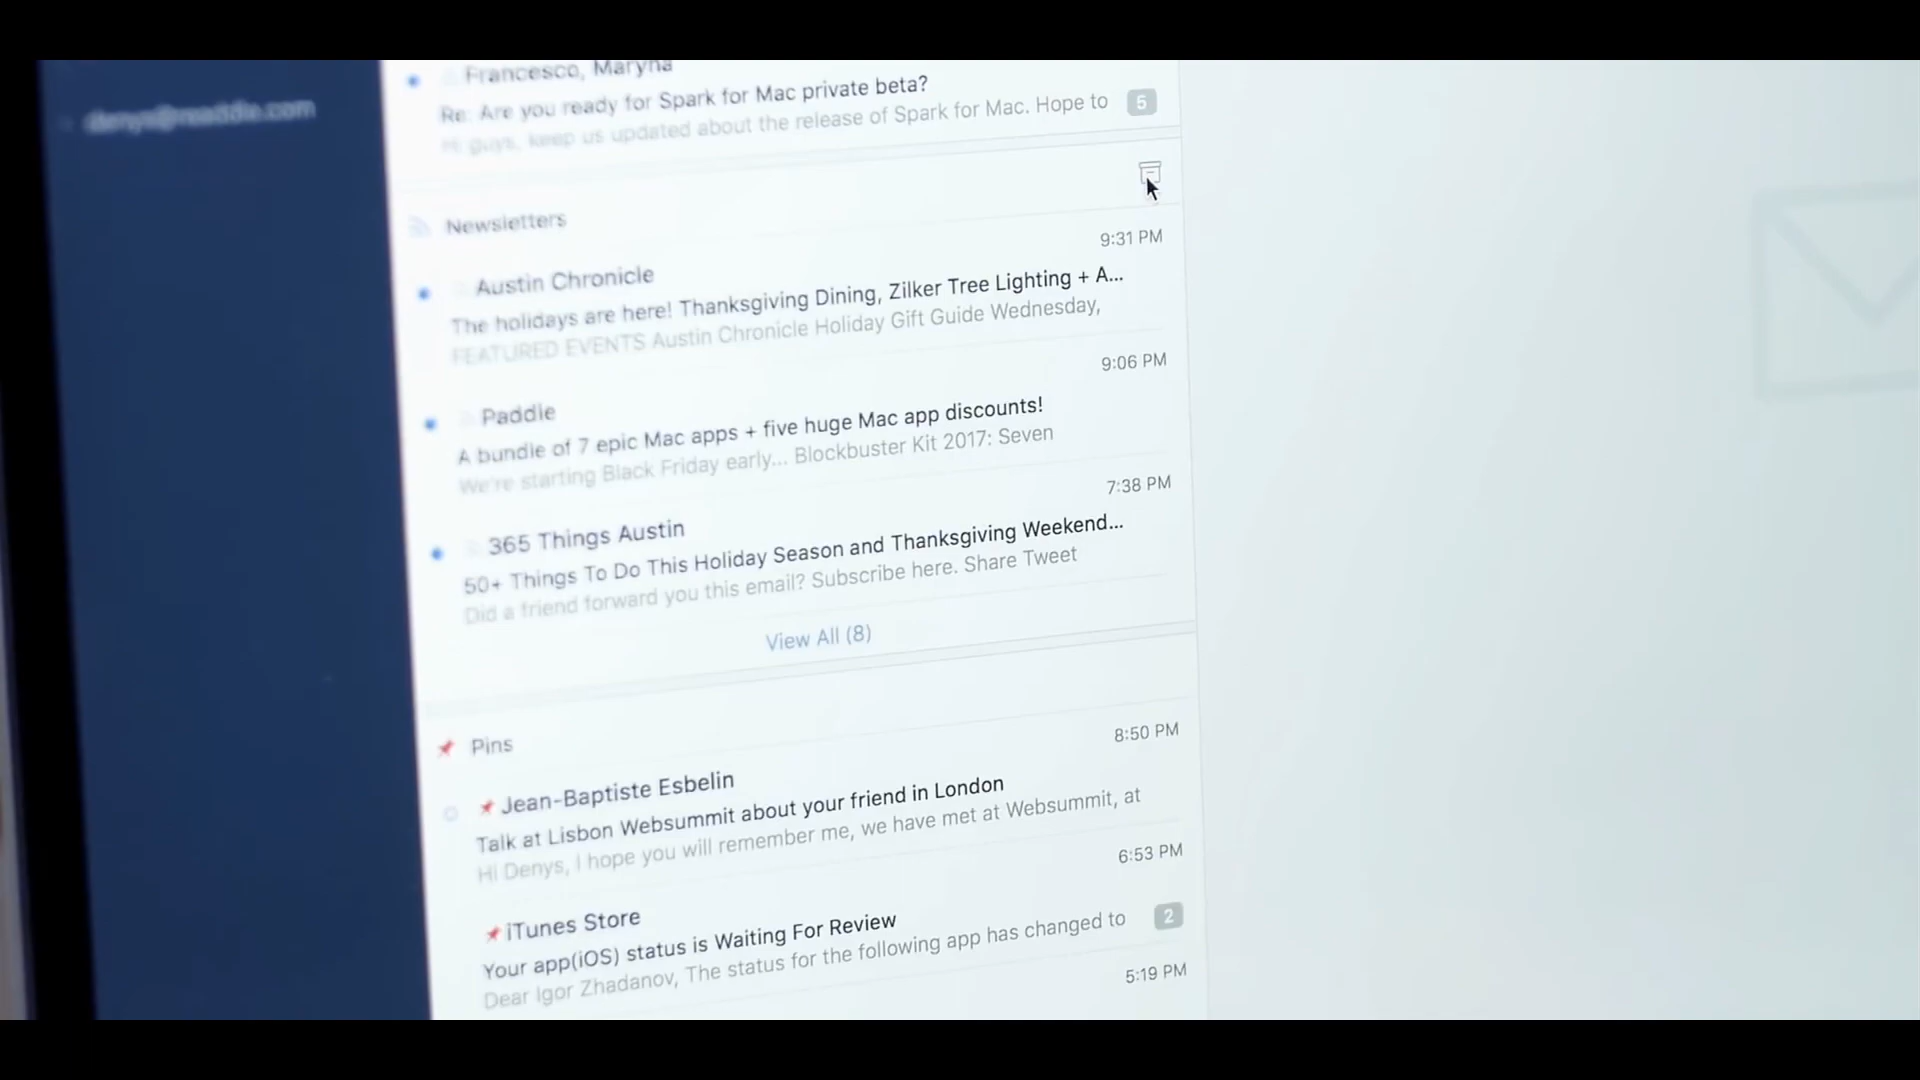 denys@readdle.com
Francesco, Maryna
Re: Are you ready for Spark for Mac private beta?
Hi guys, keep us updated about the release of Spark for Mac. Hope to
5
Newsletters
9:31 PM
Austin Chronicle
The holidays are here! Thanksgiving Dining, Zilker Tree Lighting + A...
FEATURED EVENTS Austin Chronicle Holiday Gift Guide Wednesday,
9:06 PM
Paddle
A bundle of 7 epic Mac apps + five huge Mac app discounts!
We're starting Black Friday early... Blockbuster Kit 2017: Seven
7:38 PM
365 Things Austin
50+ Things To Do This Holiday Season and Thanksgiving Weekend...
Did a friend forward you this email? Subscribe here. Share Tweet
View All (8)
Pins
8:50 PM
Jean-Baptiste Esbelin
Talk at Lisbon Websummit about your friend in London
Hi Denys, I hope you will remember me, we have met at Websummit, at
6:53 PM
iTunes Store
Your app(iOS) status is Waiting For Review
Dear Igor Zhadanov, The status for the following app has changed to
2
5:19 PM